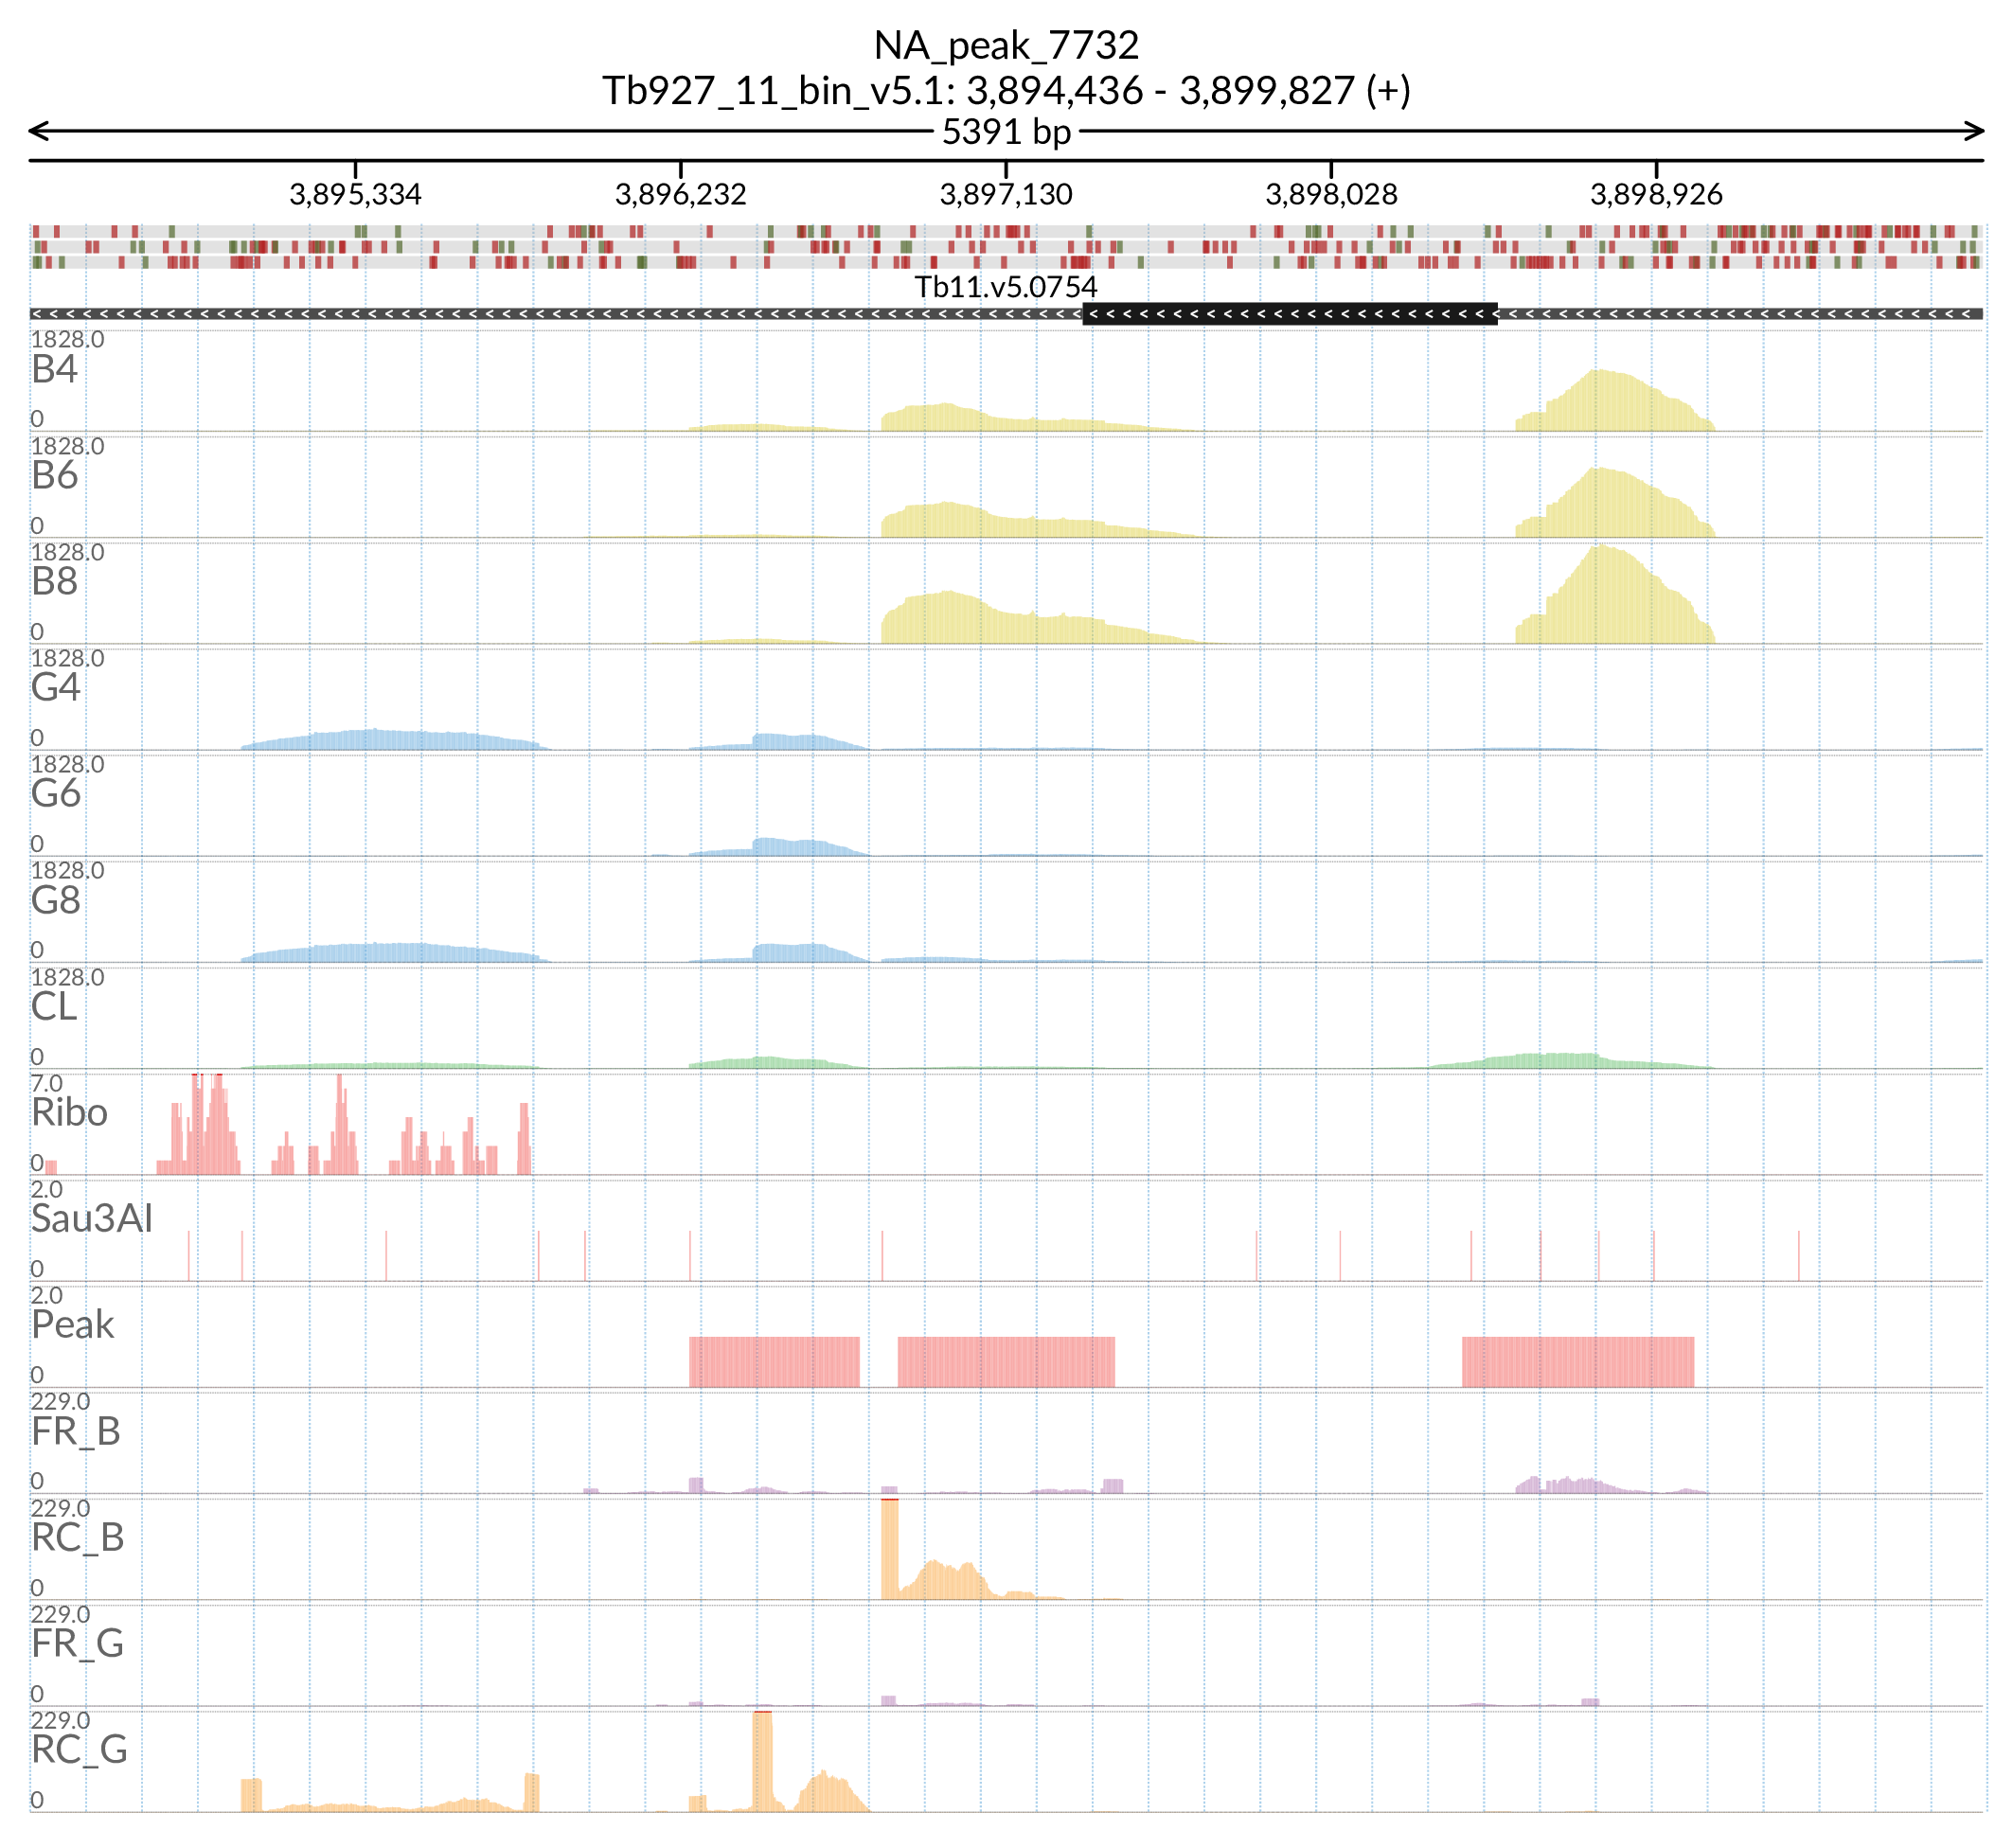 NA_peak_7732
Tb927_11_bin_v5.1: 3,894,436 - 3,899,827 (+)
5391 bp
3,895,334 3,896,232 3,897,130 3,898,028 3,898,926
Tb11.v5.0754
1828.0
B4
0
1828.0
B6
0
1828.0
B8
0
1828.0
G4
0
1828.0
G6
0
1828.0
G8
0
1828.0
CL
0
7.0
Ribo
0
2.0
Sau3AI
0
2.0
Peak
0
229.0
FR_B
0
229.0
RC_B
0
229.0
FR_G
0
229.0
RC_G
0